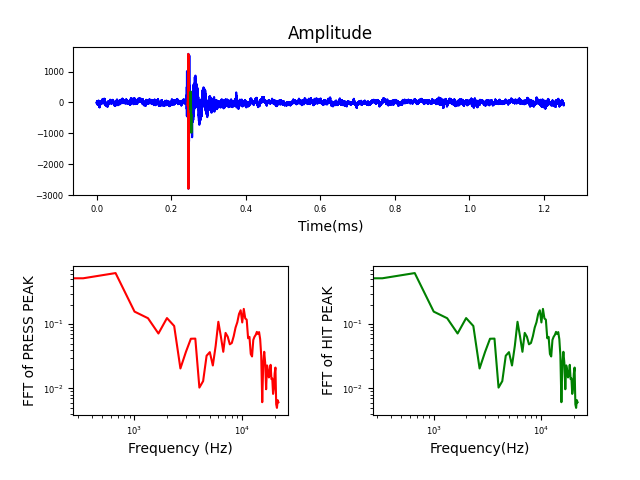 Amplitude
1000
0
−1000
−2000
−3000
0.0 0.2 0.4 0.6 0.8 1.0 1.2
Time(ms)
FFT of PRESS PEAK
10⁻¹
10⁻²
10³ 10⁴
Frequency (Hz)
FFT of HIT PEAK
10⁻¹
10⁻²
10³ 10⁴
Frequency(Hz)